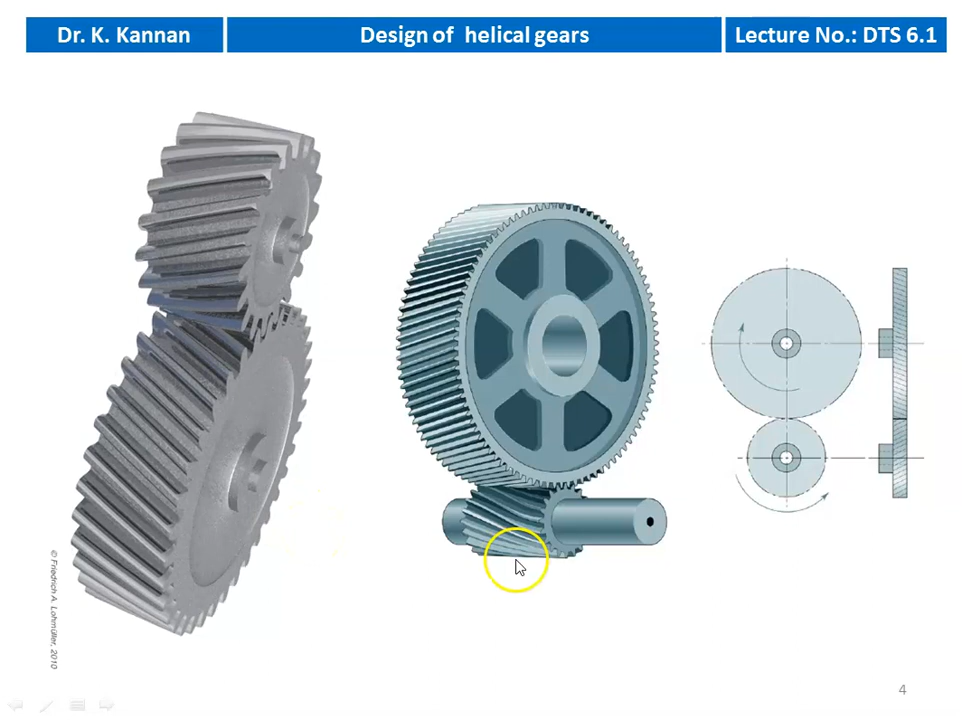 Dr. K. Kannan
Design of helical gears
Lecture No.: DTS 6.1
© Friedrich A. Lohmüller, 2010
4